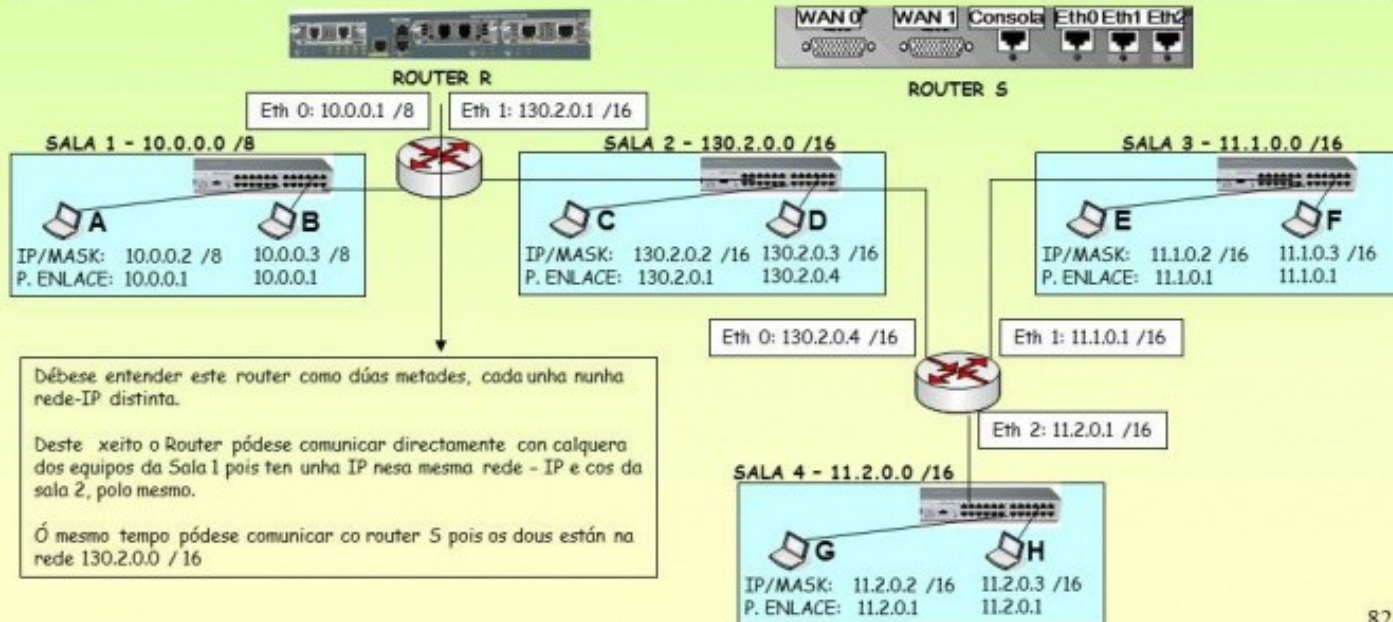 WAN 0 WAN 1 Consola Eth0 Eth1 Eth2
ROUTER R
ROUTER S
Eth 0: 10.0.0.1 /8
Eth 1: 130.2.0.1 /16
SALA 1 - 10.0.0.0 /8
A
B
IP/MASK: 10.0.0.2 /8 10.0.0.3 /8
P. ENLACE: 10.0.0.1 10.0.0.1
SALA 2 - 130.2.0.0 /16
C
D
IP/MASK: 130.2.0.2 /16 130.2.0.3 /16
P. ENLACE: 130.2.0.1 130.2.0.4
SALA 3 - 11.1.0.0 /16
E
F
IP/MASK: 11.1.0.2 /16 11.1.0.3 /16
P. ENLACE: 11.1.0.1 11.1.0.1
Eth 0: 130.2.0.4 /16
Eth 1: 11.1.0.1 /16
Eth 2: 11.2.0.1 /16
Débese entender este router como dúas metades, cada unha nunha
rede-IP distinta.
Deste xeito o Router pódese comunicar directamente con calquera
dos equipos da Sala 1 pois ten unha IP nesa mesma rede - IP e cos da
sala 2, polo mesmo.
Ó mesmo tempo pódese comunicar co router S pois os dous están na
rede 130.2.0.0 / 16
SALA 4 - 11.2.0.0 /16
G
H
IP/MASK: 11.2.0.2 /16 11.2.0.3 /16
P. ENLACE: 11.2.0.1 11.2.0.1
82